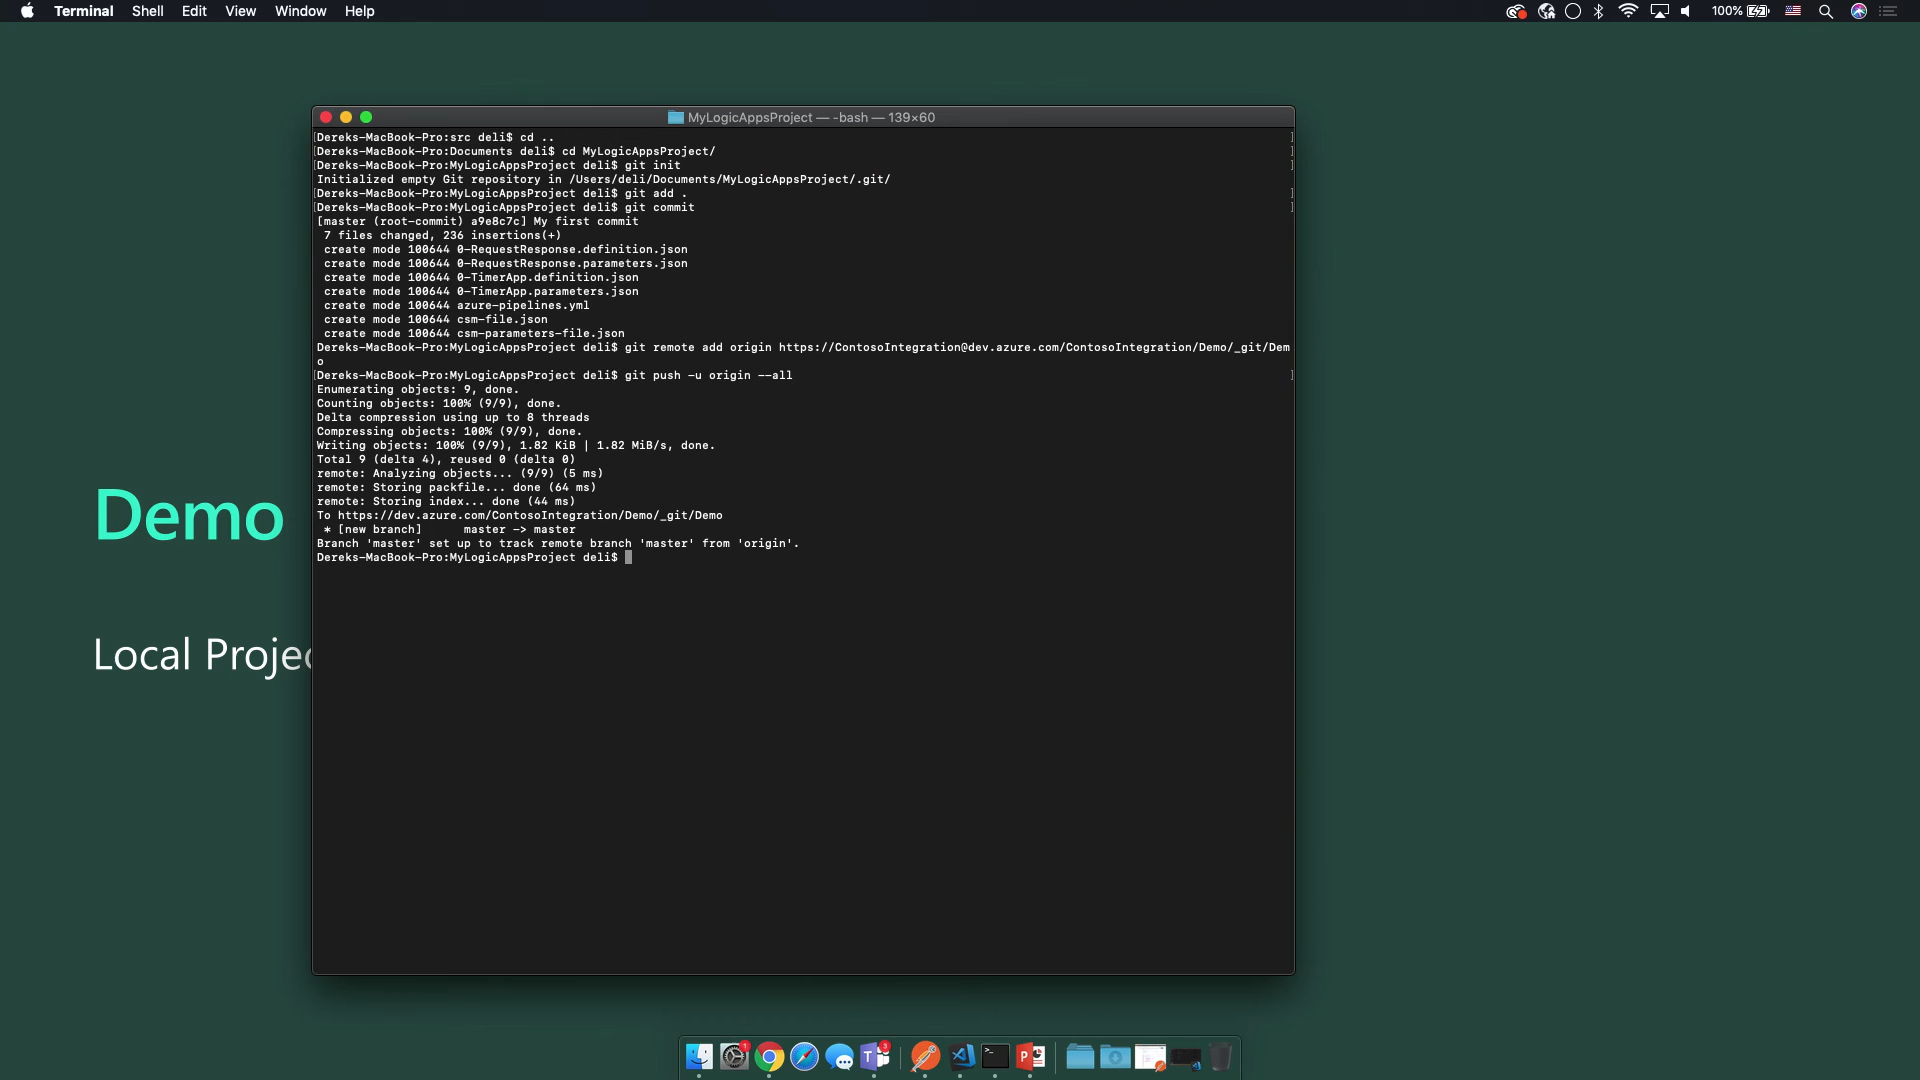 Terminal Shell Edit View Window Help 100%
MyLogicAppsProject — -bash — 139×60
[Dereks-MacBook-Pro:src deli$ cd .. ]
[Dereks-MacBook-Pro:Documents deli$ cd MyLogicAppsProject/ ]
[Dereks-MacBook-Pro:MyLogicAppsProject deli$ git init ]
Initialized empty Git repository in /Users/deli/Documents/MyLogicAppsProject/.git/
[Dereks-MacBook-Pro:MyLogicAppsProject deli$ git add . ]
[Dereks-MacBook-Pro:MyLogicAppsProject deli$ git commit ]
[master (root-commit) a9e8c7c] My first commit
7 files changed, 236 insertions(+)
create mode 100644 0-RequestResponse.definition.json
create mode 100644 0-RequestResponse.parameters.json
create mode 100644 0-TimerApp.definition.json
create mode 100644 0-TimerApp.parameters.json
create mode 100644 azure-pipelines.yml
create mode 100644 csm-file.json
create mode 100644 csm-parameters-file.json
Dereks-MacBook-Pro:MyLogicAppsProject deli$ git remote add origin https://ContosoIntegration@dev.azure.com/ContosoIntegration/Demo/_git/Dem
o
[Dereks-MacBook-Pro:MyLogicAppsProject deli$ git push -u origin --all ]
Enumerating objects: 9, done.
Counting objects: 100% (9/9), done.
Delta compression using up to 8 threads
Compressing objects: 100% (9/9), done.
Writing objects: 100% (9/9), 1.82 KiB | 1.82 MiB/s, done.
Total 9 (delta 4), reused 0 (delta 0)
remote: Analyzing objects... (9/9) (5 ms)
remote: Storing packfile... done (64 ms)
remote: Storing index... done (44 ms)
To https://dev.azure.com/ContosoIntegration/Demo/_git/Demo
* [new branch] master -> master
Branch 'master' set up to track remote branch 'master' from 'origin'.
Dereks-MacBook-Pro:MyLogicAppsProject deli$
Demo
Local Projec
1
3